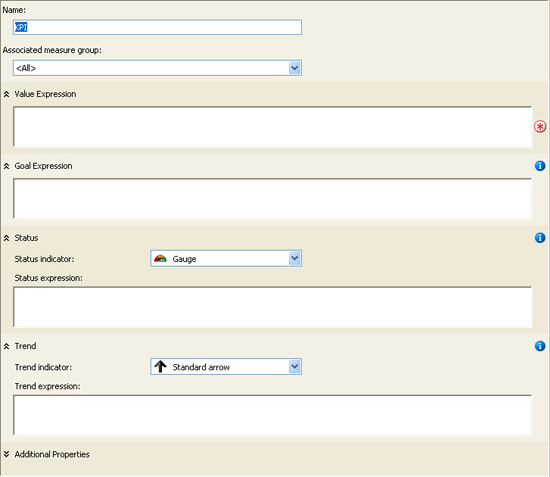 Name:
KPI
Associated measure group:
<All>
Value Expression
Goal Expression
Status
Status indicator:
Gauge
Status expression:
Trend
Trend indicator:
Standard arrow
Trend expression:
Additional Properties